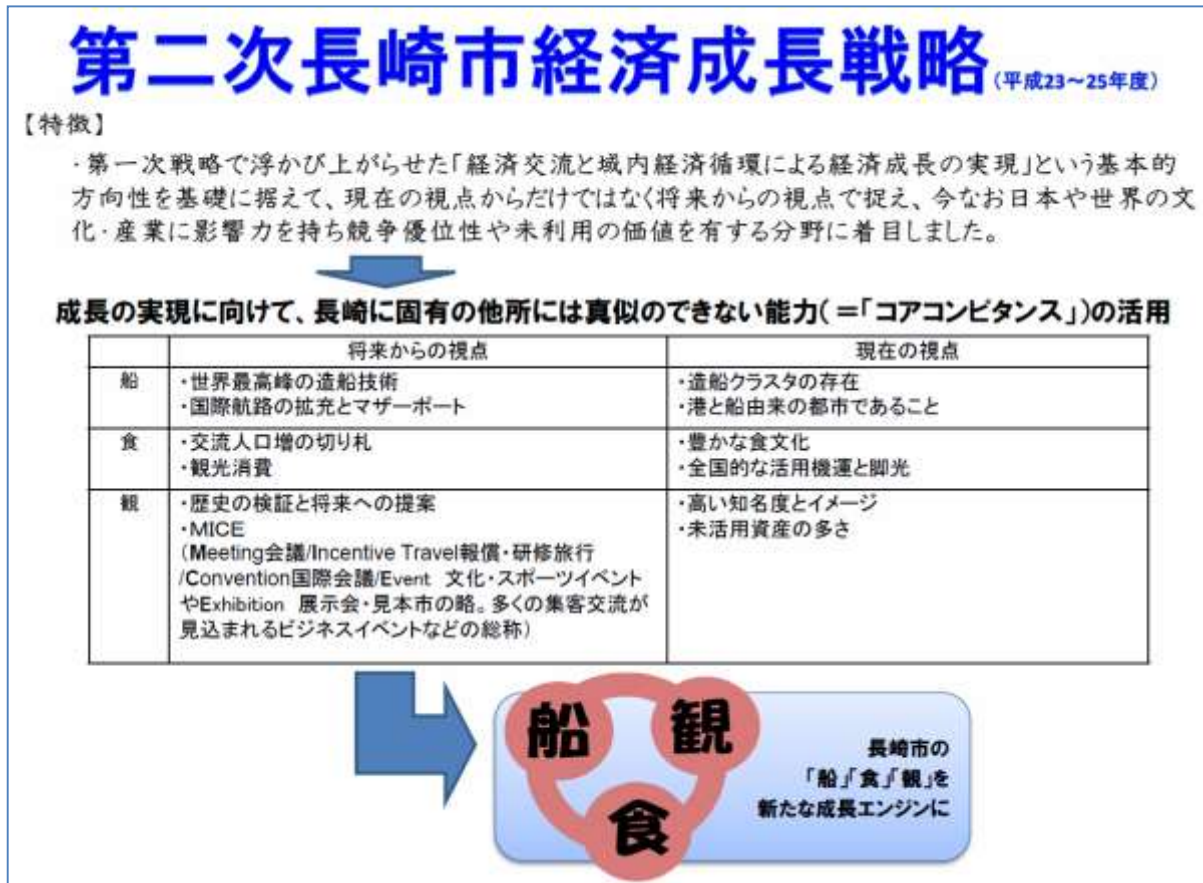 第二次長崎市経済成長戦略(平成23～25年度)
【特徴】
・第一次戦略で浮かび上がらせた「経済交流と域内経済循環による経済成長の実現」という基本的
方向性を基礎に据えて、現在の視点からだけではなく将来からの視点で捉え、今なお日本や世界の文
化・産業に影響力を持ち競争優位性や未利用の価値を有する分野に着目しました。
成長の実現に向けて、長崎に固有の他所には真似のできない能力(=「コアコンピタンス」)の活用
将来からの視点 現在の視点
船 ・世界最高峰の造船技術 ・造船クラスタの存在
・国際航路の拡充とマザーポート ・港と船由来の都市であること
食 ・交流人口増の切り札 ・豊かな食文化
・観光消費 ・全国的な活用機運と脚光
観 ・歴史の検証と将来への提案 ・高い知名度とイメージ
・MICE ・未活用資産の多さ
(Meeting会議/Incentive Travel報償・研修旅行
/Convention国際会議/Event 文化・スポーツイベント
やExhibition 展示会・見本市の略。多くの集客交流が
見込まれるビジネスイベントなどの総称)
船 観
食
長崎市の
「船」「食」「観」を
新たな成長エンジンに